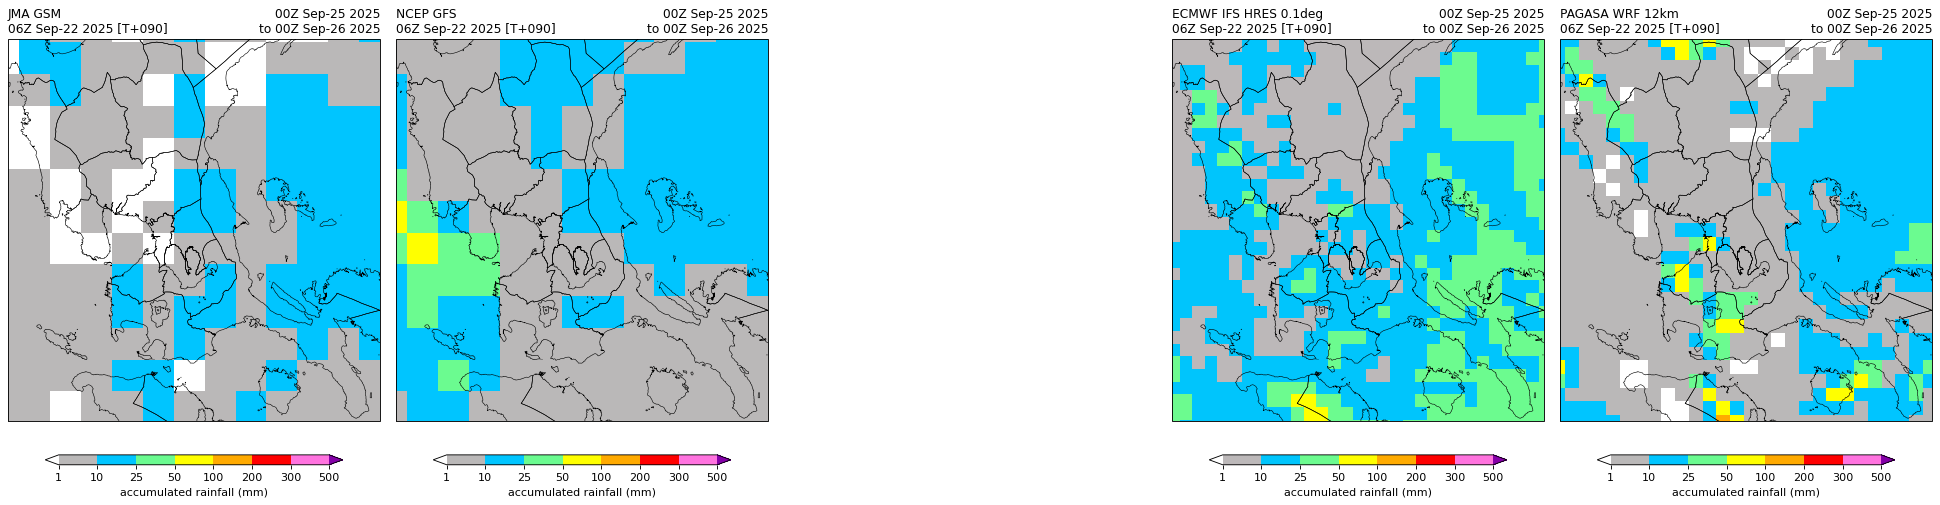 JMA GSM 00Z Sep-25 2025
06Z Sep-22 2025 [T+090] to 00Z Sep-26 2025
1 10 25 50 100 200 300 500
accumulated rainfall (mm)
NCEP GFS 00Z Sep-25 2025
06Z Sep-22 2025 [T+090] to 00Z Sep-26 2025
1 10 25 50 100 200 300 500
accumulated rainfall (mm)
ECMWF IFS HRES 0.1deg 00Z Sep-25 2025
06Z Sep-22 2025 [T+090] to 00Z Sep-26 2025
1 10 25 50 100 200 300 500
accumulated rainfall (mm)
PAGASA WRF 12km 00Z Sep-25 2025
06Z Sep-22 2025 [T+090] to 00Z Sep-26 2025
1 10 25 50 100 200 300 500
accumulated rainfall (mm)